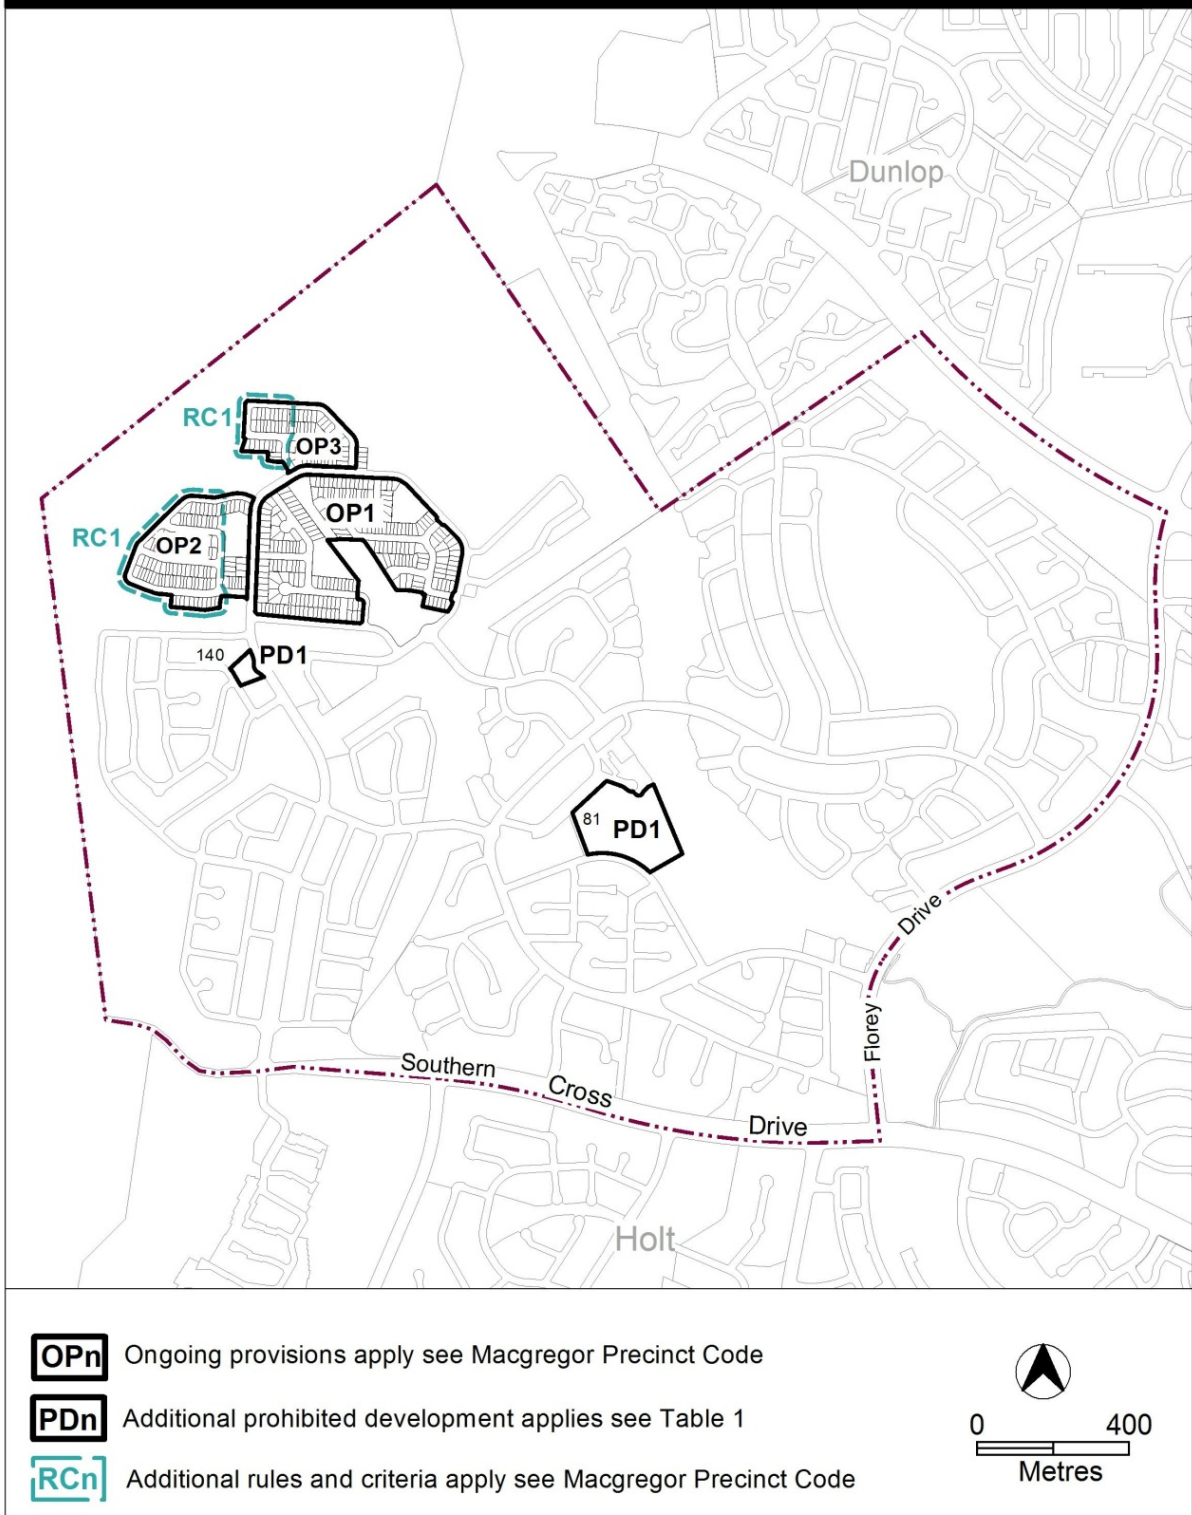 Dunlop
RC1
OP3
OP1
RC1
OP2
140
PD1
81
PD1
Drive
Florey
Southern
Cross
Drive
Holt
OPn Ongoing provisions apply see Macgregor Precinct Code
PDn Additional prohibited development applies see Table 1
RCn Additional rules and criteria apply see Macgregor Precinct Code
0 400
Metres